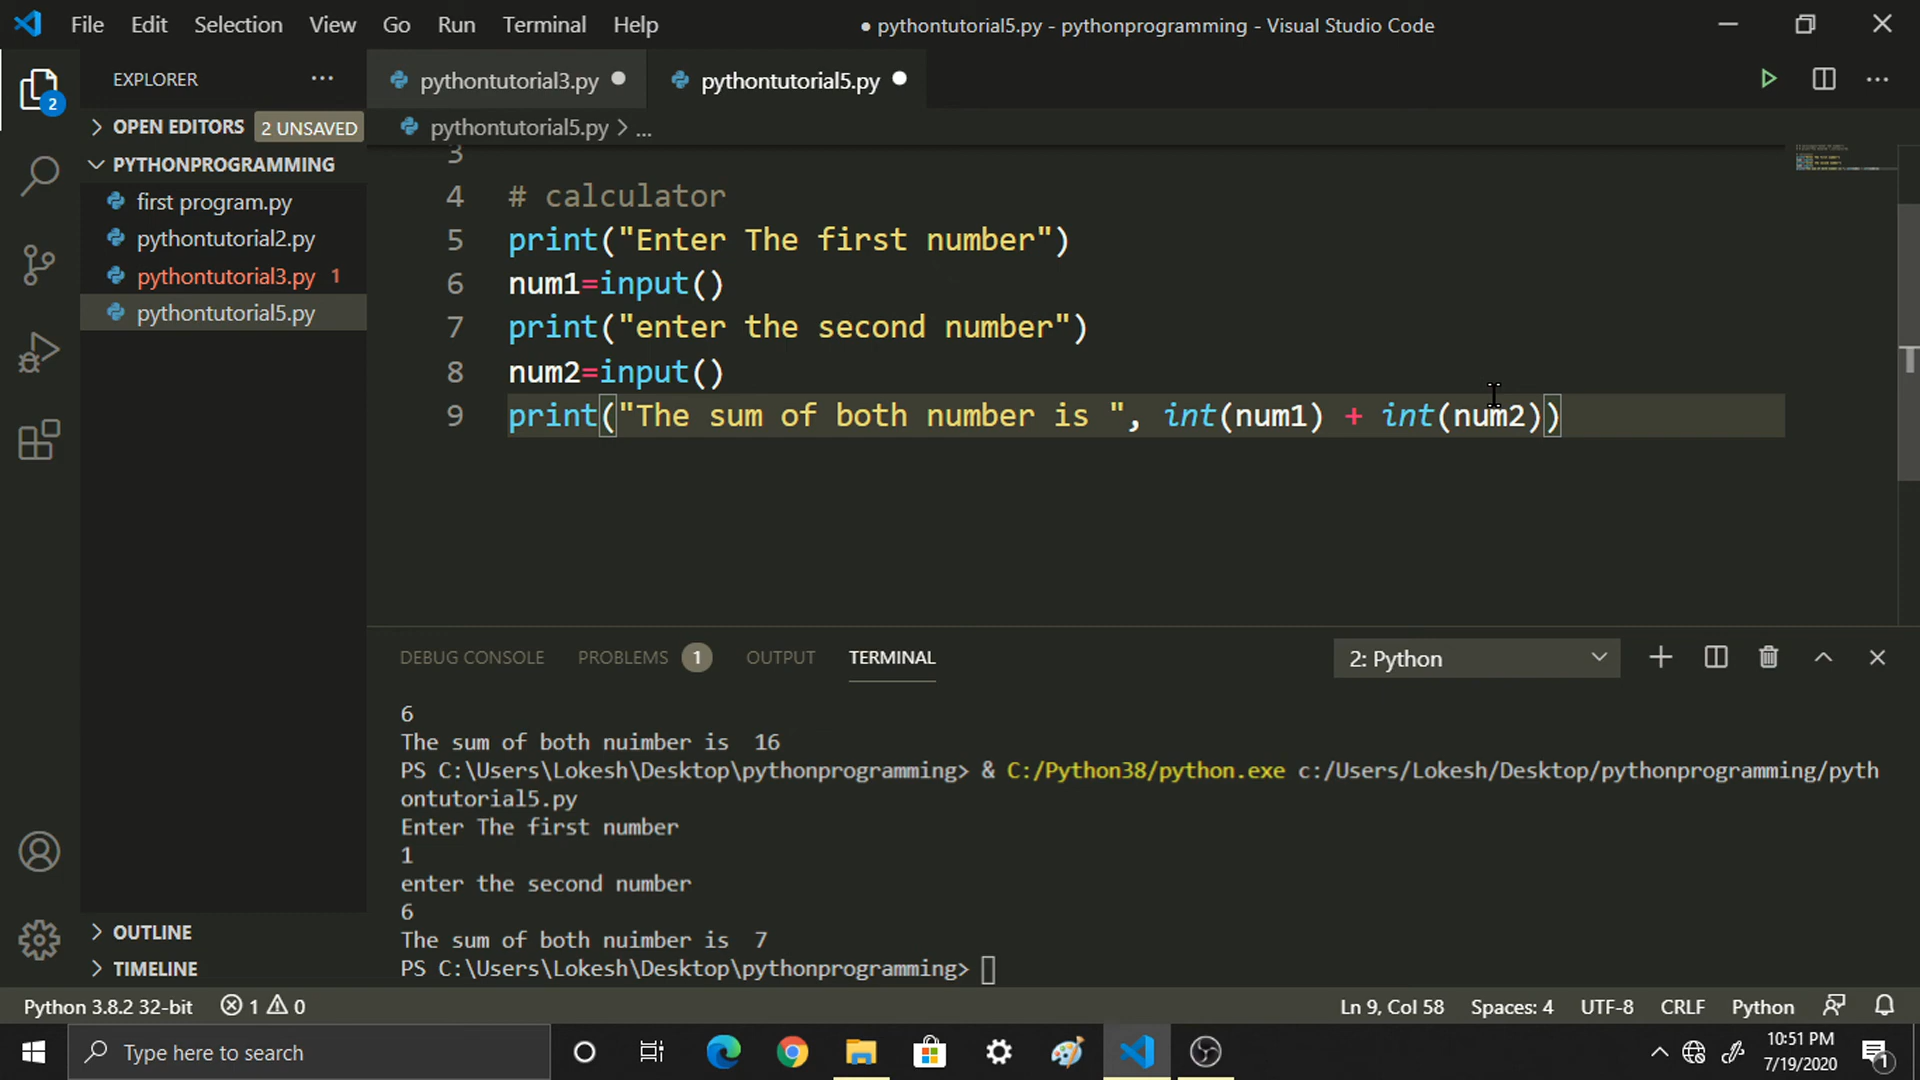 File Edit Selection View Go Run Terminal Help
● pythontutorial5.py - pythonprogramming - Visual Studio Code
EXPLORER ...
pythontutorial3.py ●
pythontutorial5.py ●
2
OPEN EDITORS 2 UNSAVED
pythontutorial5.py > ...
PYTHONPROGRAMMING
first program.py
pythontutorial2.py
pythontutorial3.py 1
pythontutorial5.py
3
4 # calculator
5 print("Enter The first number")
6 num1=input()
7 print("enter the second number")
8 num2=input()
9 print("The sum of both number is ", int(num1) + int(num2))
DEBUG CONSOLE PROBLEMS 1 OUTPUT TERMINAL 2: Python
6
The sum of both nuimber is  16
PS C:\Users\Lokesh\Desktop\pythonprogramming> & C:/Python38/python.exe c:/Users/Lokesh/Desktop/pythonprogramming/pyth
ontutorial5.py
Enter The first number
1
enter the second number
6
The sum of both nuimber is  7
PS C:\Users\Lokesh\Desktop\pythonprogramming>
OUTLINE
TIMELINE
Python 3.8.2 32-bit 1 0 Ln 9, Col 58 Spaces: 4 UTF-8 CRLF Python
Type here to search
10:51 PM
7/19/2020
1